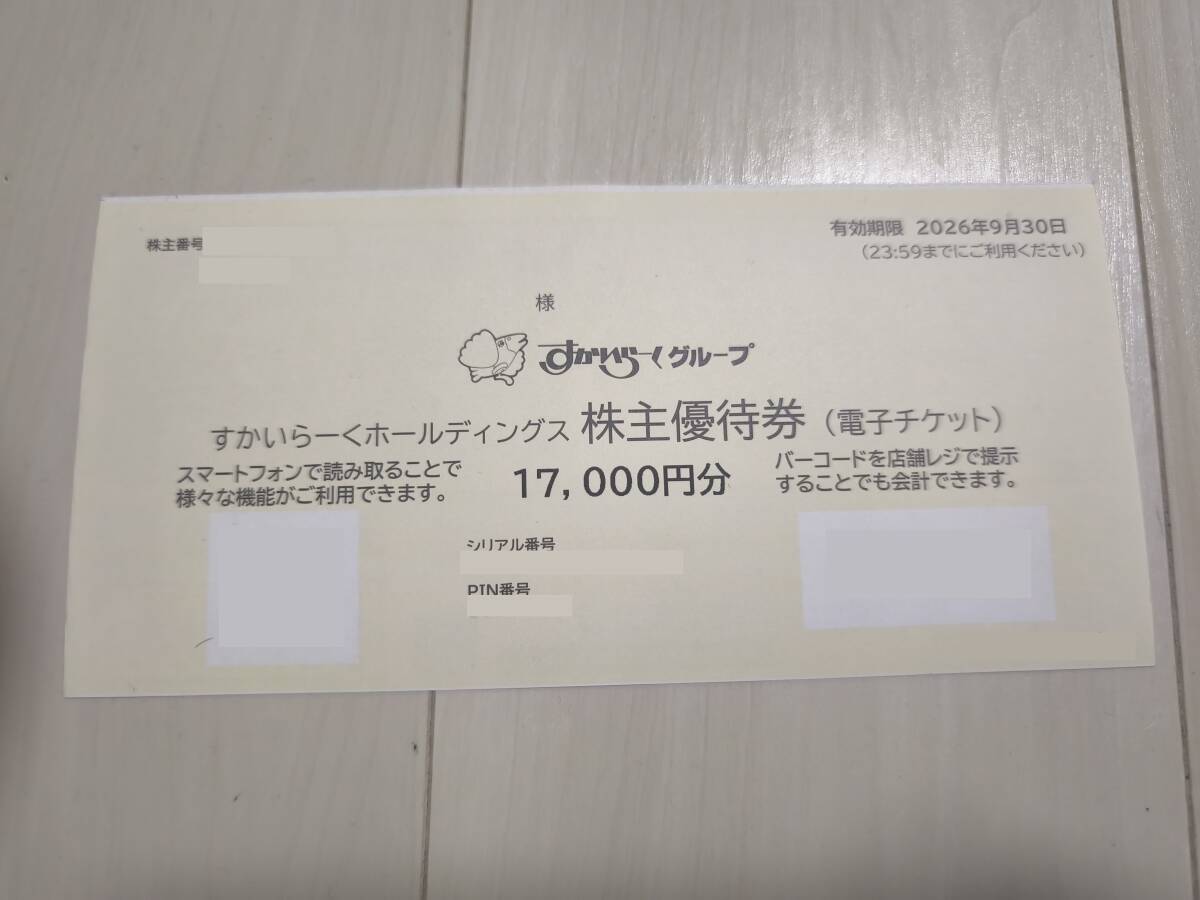 株主番号
有効期限 2026年9月30日
(23:59までにご利用ください)
様
すかいらーくグループ
すかいらーくホールディングス 株主優待券（電子チケット）
スマートフォンで読み取ることで
様々な機能がご利用できます。
17,000円分
バーコードを店舗レジで提示
することでも会計できます。
シリアル番号
PIN番号